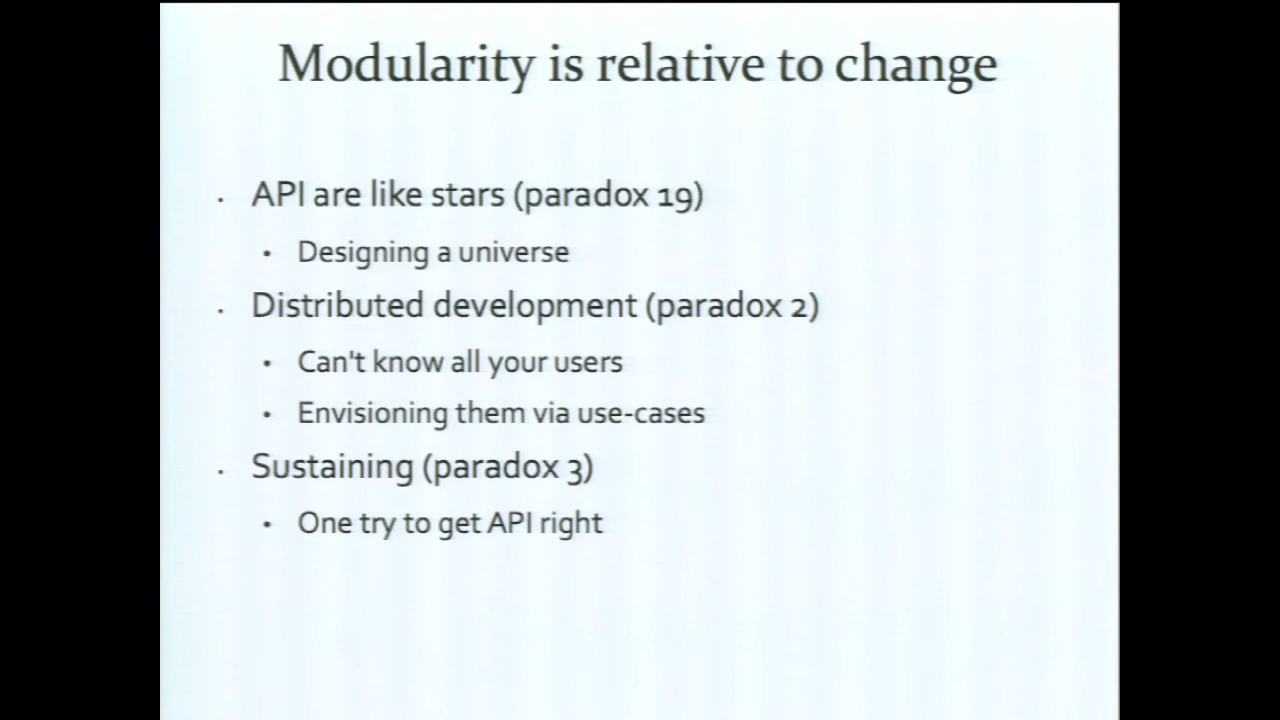 Modularity is relative to change
· API are like stars (paradox 19)
• Designing a universe
· Distributed development (paradox 2)
• Can't know all your users
• Envisioning them via use-cases
· Sustaining (paradox 3)
• One try to get API right